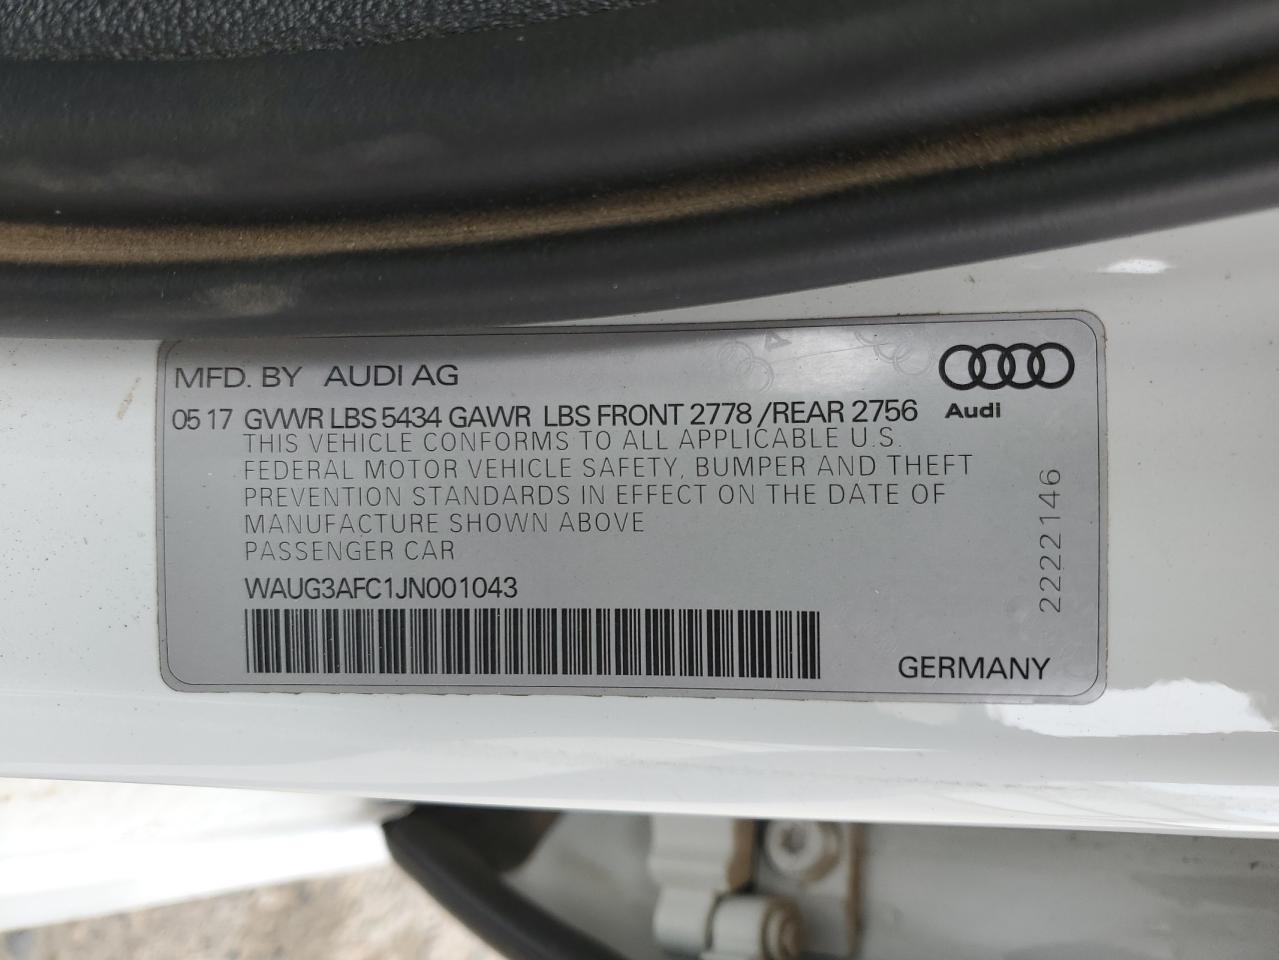 MFD. BY AUDI AG
05 17 GVWR LBS 5434 GAWR LBS FRONT 2778 /REAR 2756
Audi
THIS VEHICLE CONFORMS TO ALL APPLICABLE U.S.
FEDERAL MOTOR VEHICLE SAFETY, BUMPER AND THEFT
PREVENTION STANDARDS IN EFFECT ON THE DATE OF
MANUFACTURE SHOWN ABOVE
PASSENGER CAR
WAUG3AFC1JN001043
GERMANY
2222146